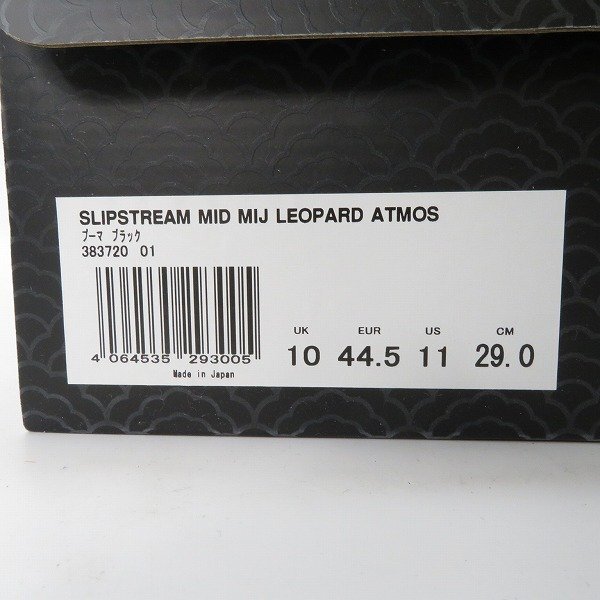 SLIPSTREAM MID MIJ LEOPARD ATMOS
プーマ ブラック
383720 01
UK EUR US CM
10 44.5 11 29.0
4 064535 293005
Made in Japan